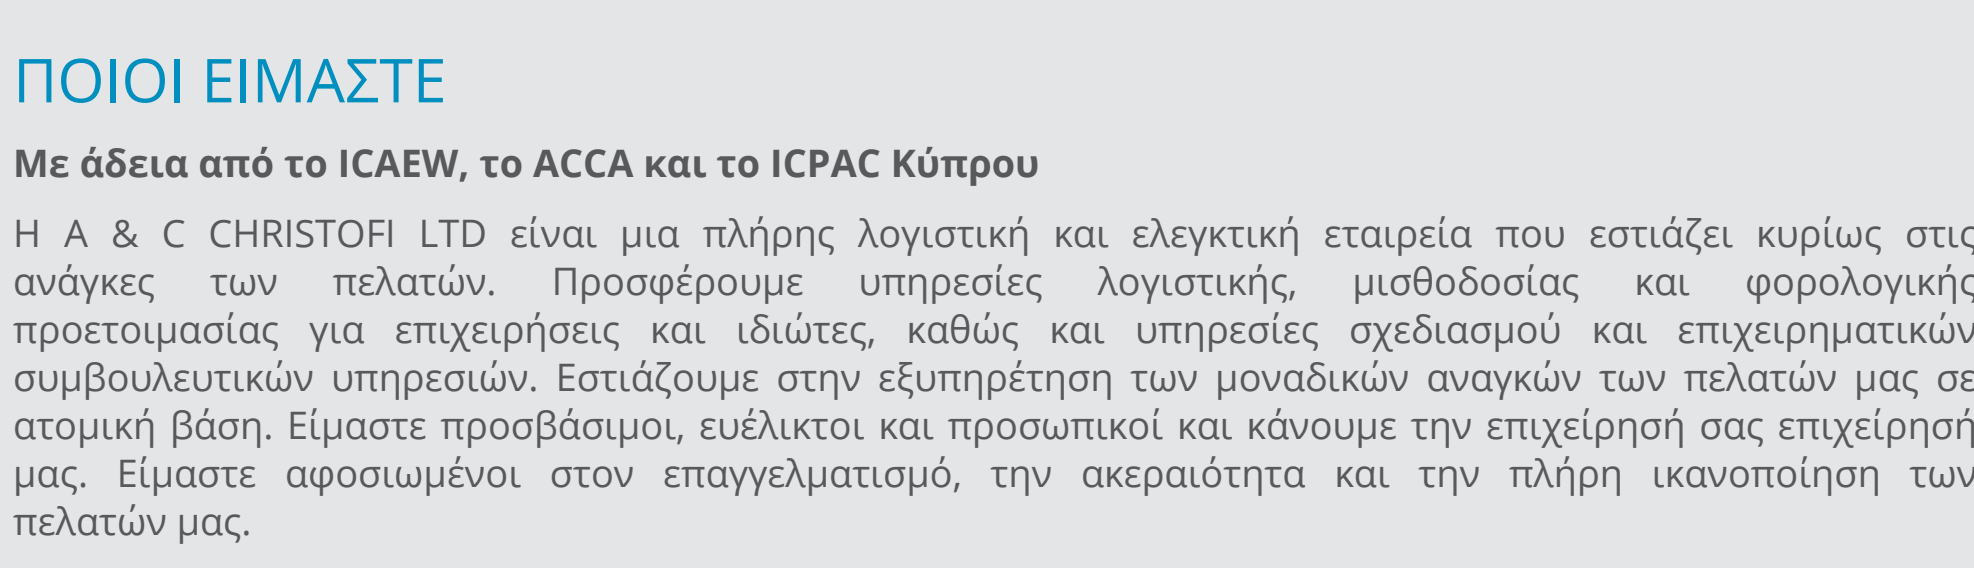 ΠΟΙΟΙ ΕΙΜΑΣΤΕ
Με άδεια από το ICAEW, το ACCA και το ICPAC Κύπρου
Η A & C CHRISTOFI LTD είναι μια πλήρης λογιστική και ελεγκτική εταιρεία που εστιάζει κυρίως στις
ανάγκες των πελατών. Προσφέρουμε υπηρεσίες λογιστικής, μισθοδοσίας και φορολογικής
προετοιμασίας για επιχειρήσεις και ιδιώτες, καθώς και υπηρεσίες σχεδιασμού και επιχειρηματικών
συμβουλευτικών υπηρεσιών. Εστιάζουμε στην εξυπηρέτηση των μοναδικών αναγκών των πελατών μας σε
ατομική βάση. Είμαστε προσβάσιμοι, ευέλικτοι και προσωπικοί και κάνουμε την επιχείρησή σας επιχείρησή
μας. Είμαστε αφοσιωμένοι στον επαγγελματισμό, την ακεραιότητα και την πλήρη ικανοποίηση των
πελατών μας.